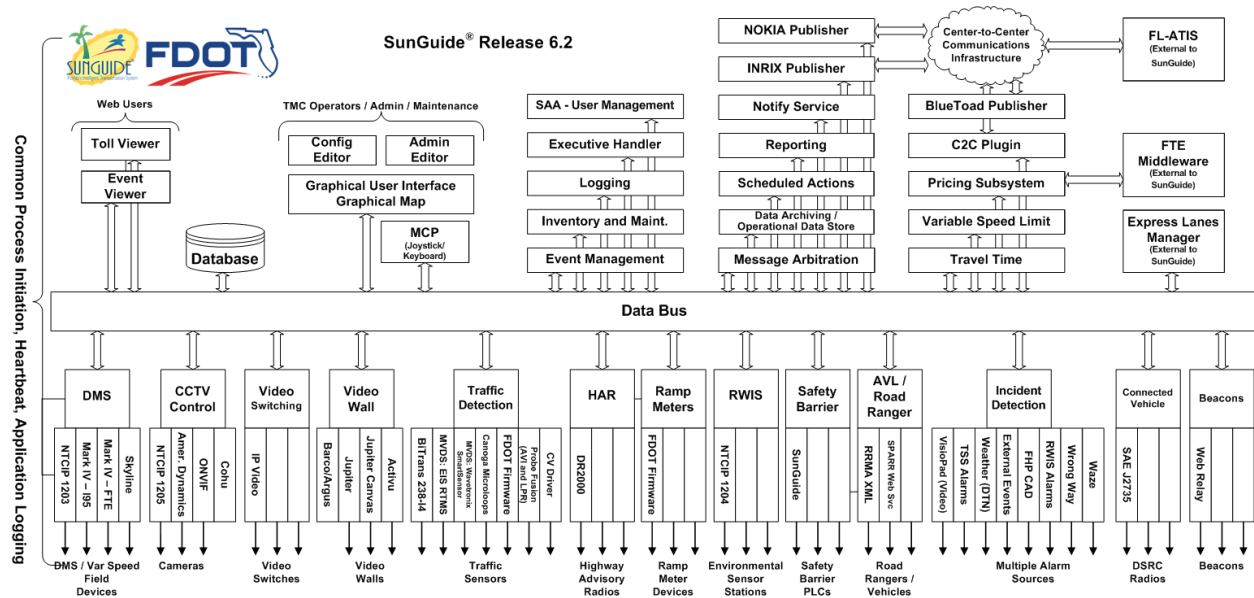 SunGuide® Release 6.2
SUNGUIDE
Florida's Intelligent Transportation System
FDOT
Common Process Initiation, Heartbeat, Application Logging
Web Users
Toll Viewer
Event
Viewer
Database
TMC Operators / Admin / Maintenance
Config
Editor
Admin
Editor
Graphical User Interface
Graphical Map
MCP
(Joystick/
Keyboard)
SAA - User Management
Executive Handler
Logging
Inventory and Maint.
Event Management
NOKIA Publisher
INRIX Publisher
Notify Service
Reporting
Scheduled Actions
Data Archiving /
Operational Data Store
Message Arbitration
Center-to-Center
Communications
Infrastructure
BlueToad Publisher
C2C Plugin
Pricing Subsystem
Variable Speed Limit
Travel Time
FL-ATIS
(External to
SunGuide)
FTE
Middleware
(External to
SunGuide)
Express Lanes
Manager
(External to
SunGuide)
Data Bus
DMS
NTCIP 1203
Mark IV – I95
Mark IV – FTE
Skyline
DMS / Var Speed
Field
Devices
CCTV
Control
NTCIP 1205
Amer. Dynamics
ONVIF
Cohu
Cameras
Video
Switching
IP Video
Video
Switches
Video
Wall
Barco/Argus
Jupiter
Jupiter Canvas
Activu
Video
Walls
Traffic
Detection
BiTrans 238-I4
MVDS: EIS RTMS
MVDS: Wavetronix
SmartSensor
Canoga Microloops
FDOT Firmware
Probe Fusion
(AVI and LPR)
CV Driver
Traffic
Sensors
HAR
DR2000
Highway
Advisory
Radios
Ramp
Meters
FDOT Firmware
Ramp
Meter
Devices
RWIS
NTCIP 1204
Environmental
Sensor
Stations
Safety
Barrier
SunGuide
Safety
Barrier
PLCs
AVL /
Road
Ranger
RRMA XML
SPARR Web Svc
Road
Rangers /
Vehicles
Incident
Detection
VisioPad (Video)
TSS Alarms
Weather (DTN)
External Events
FHP CAD
RWIS Alarms
Wrong Way
Waze
Multiple Alarm
Sources
Connected
Vehicle
SAE J2735
DSRC
Radios
Beacons
Web Relay
Beacons